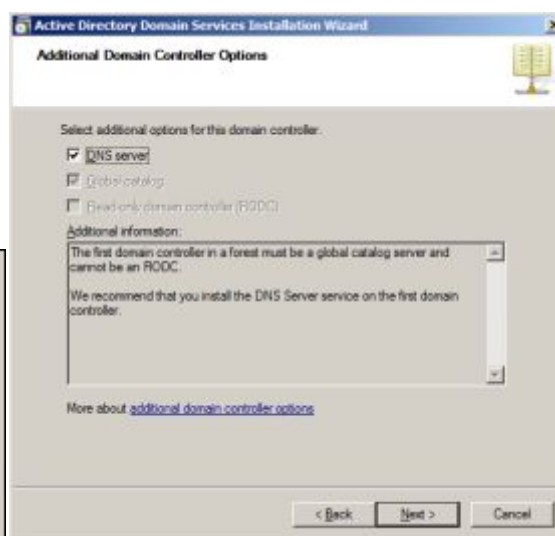 Active Directory Domain Services Installation Wizard
Additional Domain Controller Options
Select additional options for this domain controller.
DNS server
Global catalog
Read-only domain controller (RODC)
Additional information:
The first domain controller in a forest must be a global catalog server and
cannot be an RODC.
We recommend that you install the DNS Server service on the first domain
controller.
More about additional domain controller options
< Back
Next >
Cancel